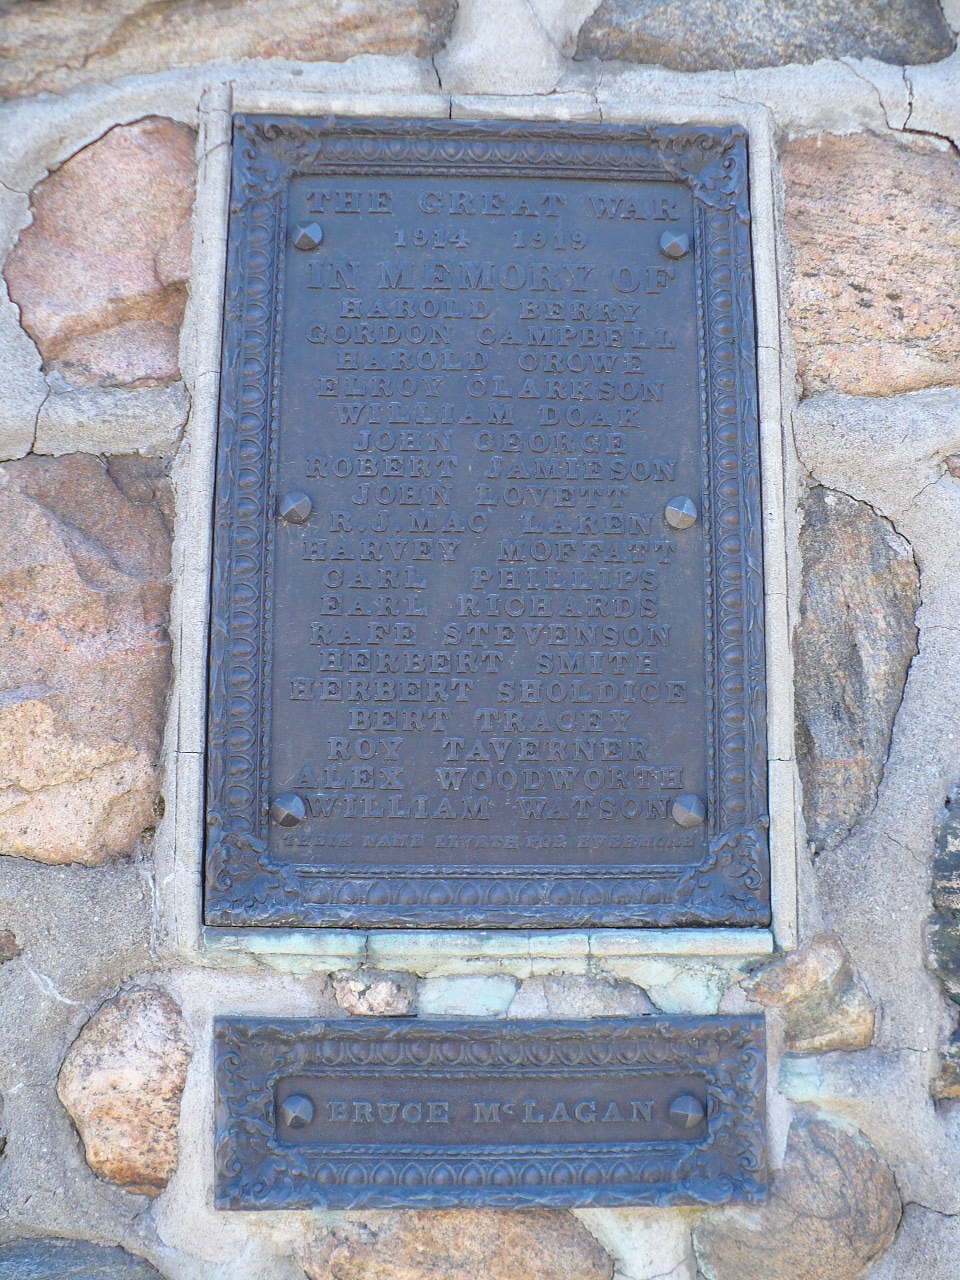 THE GREAT WAR
1914 1919
IN MEMORY OF
HAROLD BERRY
GORDON CAMPBELL
HAROLD CROWE
ELROY CLARKSON
WILLIAM DOAK
JOHN GEORGE
ROBERT JAMIESON
JOHN LOVETT
R.J. MAC LAREN
HARVEY MOFFATT
CARL PHILLIPS
EARL RICHARDS
RAFE STEVENSON
HERBERT SMITH
HERBERT SHOLDICE
BERT TRACEY
ROY TAVERNER
ALEX WOODWORTH
WILLIAM WATSON
THEIR NAME LIVETH FOR EVERMORE
BRUCE McLAGAN